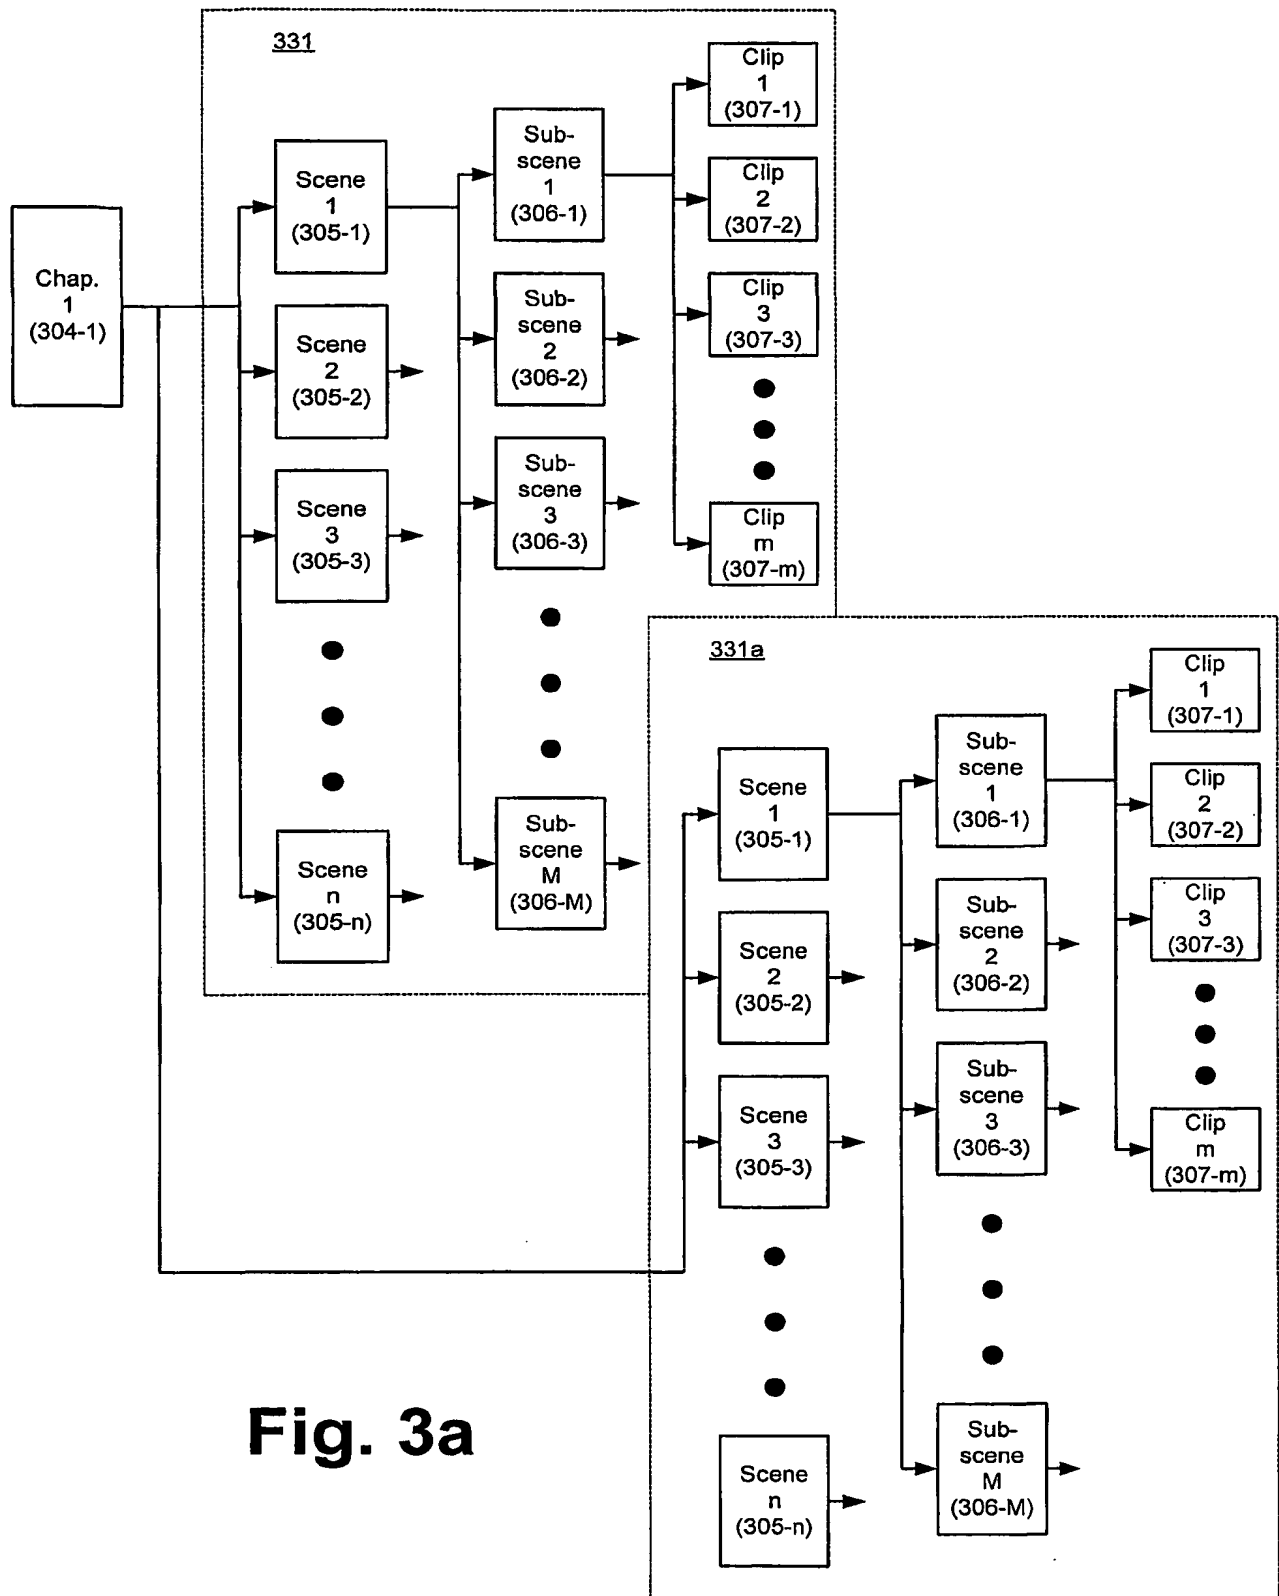 331
Chap.
1
(304-1)
Scene
1
(305-1)
Scene
2
(305-2)
Scene
3
(305-3)
Scene
n
(305-n)
Sub-
scene
1
(306-1)
Sub-
scene
2
(306-2)
Sub-
scene
3
(306-3)
Sub-
scene
M
(306-M)
Clip
1
(307-1)
Clip
2
(307-2)
Clip
3
(307-3)
Clip
m
(307-m)
331a
Scene
1
(305-1)
Scene
2
(305-2)
Scene
3
(305-3)
Scene
n
(305-n)
Sub-
scene
1
(306-1)
Sub-
scene
2
(306-2)
Sub-
scene
3
(306-3)
Sub-
scene
M
(306-M)
Clip
1
(307-1)
Clip
2
(307-2)
Clip
3
(307-3)
Clip
m
(307-m)
Fig. 3a